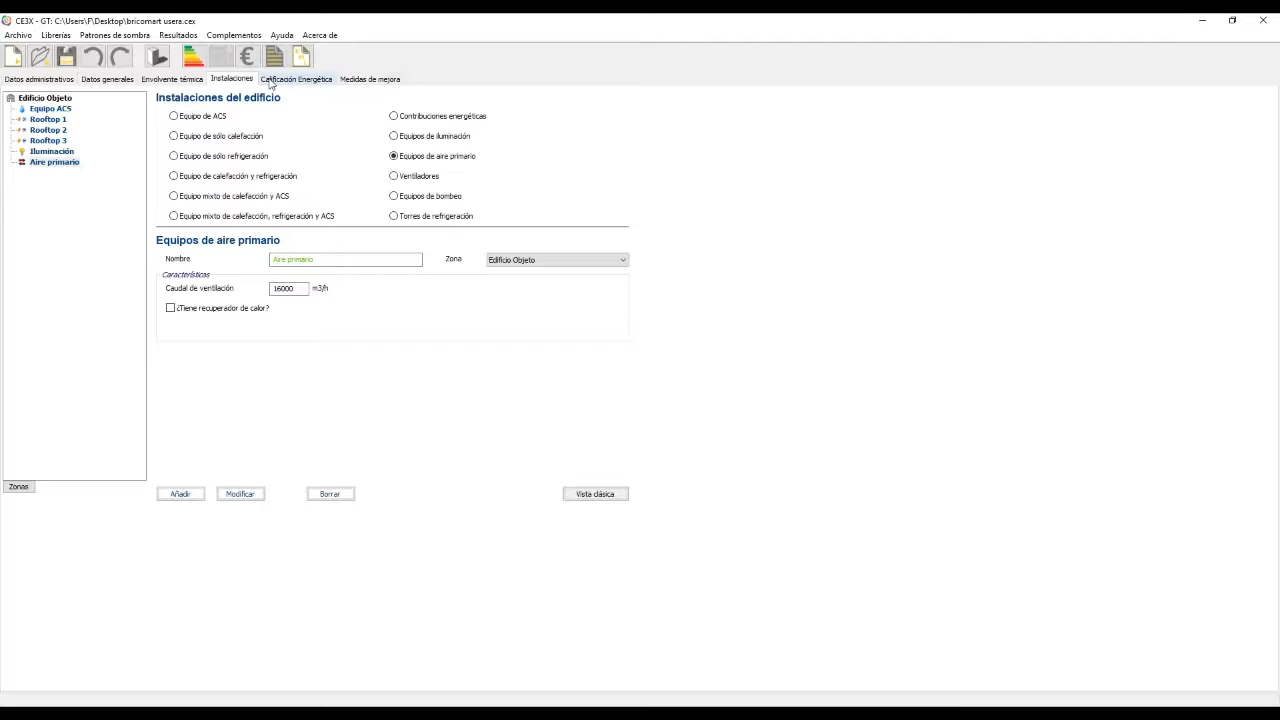 CE3X - GT: C:\Users\F\Desktop\bricomart usera.cex
Archivo Librerías Patrones de sombra Resultados Complementos Ayuda Acerca de
Datos administrativos Datos generales Envolvente térmica Instalaciones Calificación Energética Medidas de mejora
Edificio Objeto
Equipo ACS
Rooftop 1
Rooftop 2
Rooftop 3
Iluminación
Aire primario
Zonas
Instalaciones del edificio
Equipo de ACS Contribuciones energéticas
Equipo de sólo calefacción Equipos de iluminación
Equipo de sólo refrigeración Equipos de aire primario
Equipo de calefacción y refrigeración Ventiladores
Equipo mixto de calefacción y ACS Equipos de bombeo
Equipo mixto de calefacción, refrigeración y ACS Torres de refrigeración
Equipos de aire primario
Nombre Aire primario Zona Edificio Objeto
Características
Caudal de ventilación 16000 m3/h
¿Tiene recuperador de calor?
Añadir Modificar Borrar Vista clásica